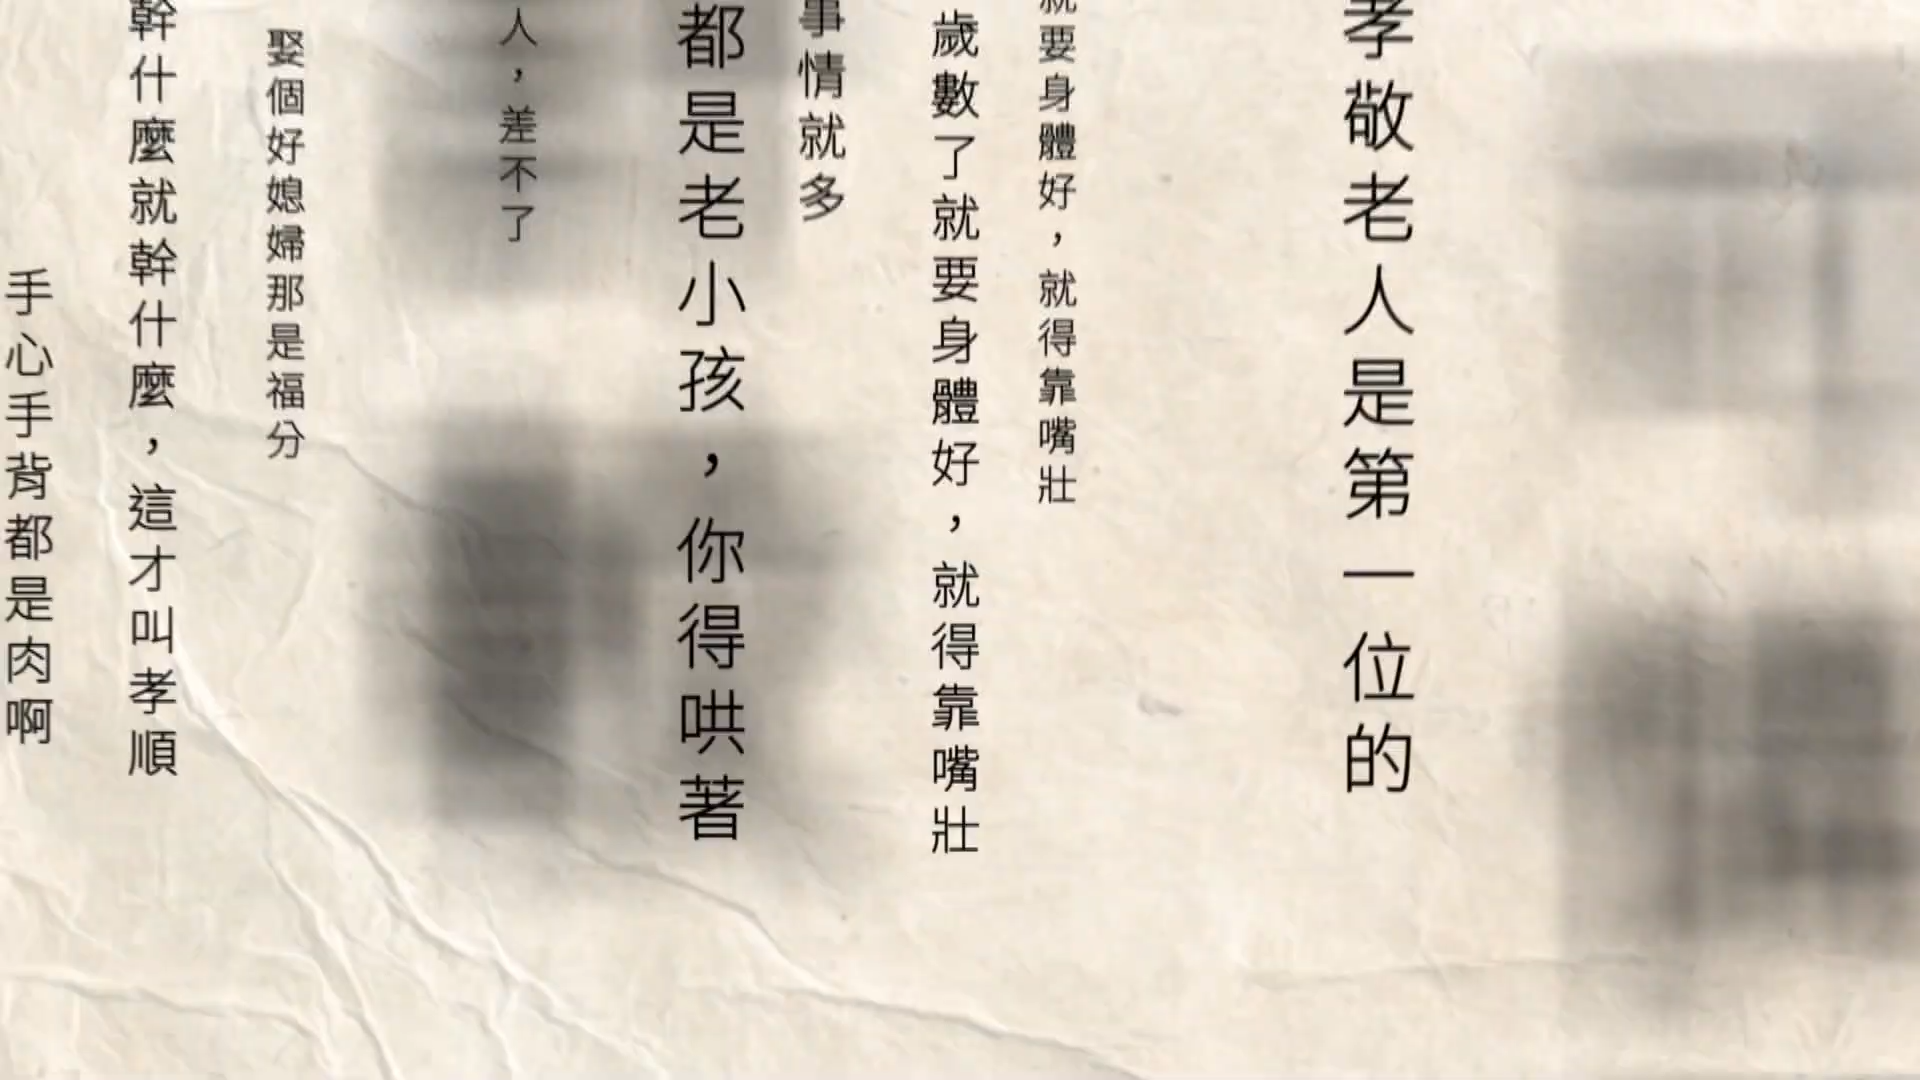 孝敬老人是第一位的
就要身體好，就得靠嘴壯
歲數了就要身體好，就得靠嘴壯
事情就多
都是老小孩，你得哄著
人，差不了
娶個好媳婦那是福分
幹什麼就幹什麼，這才叫孝順
手心手背都是肉啊